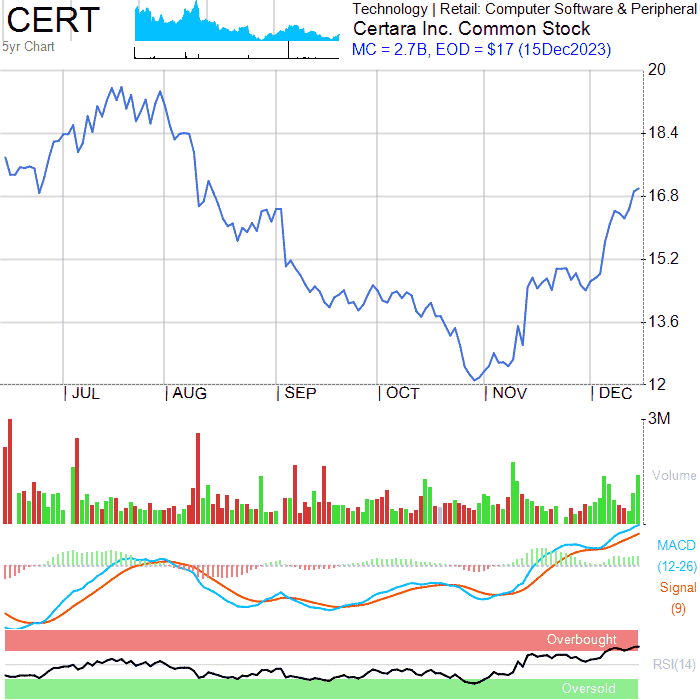 CERT
5yr Chart
Technology | Retail: Computer Software & Peripheral
Certara Inc. Common Stock
MC = 2.7B, EOD = $17 (15Dec2023)
20
18.4
16.8
15.2
13.6
12
JUL
AUG
SEP
OCT
NOV
DEC
3M
Volume
MACD
(12-26)
Signal
(9)
Overbought
RSI(14)
Oversold